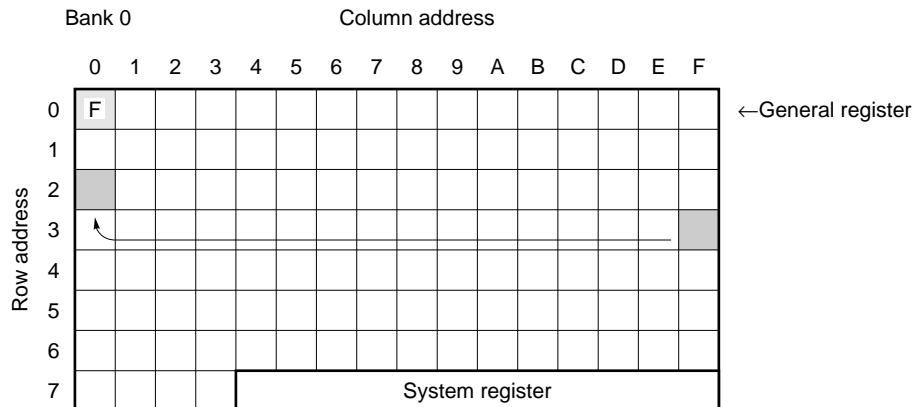 Bank 0 Column address
0 1 2 3 4 5 6 7 8 9 A B C D E F
0 F ←General register
1
2
3
4
5
6
7 System register
Row address